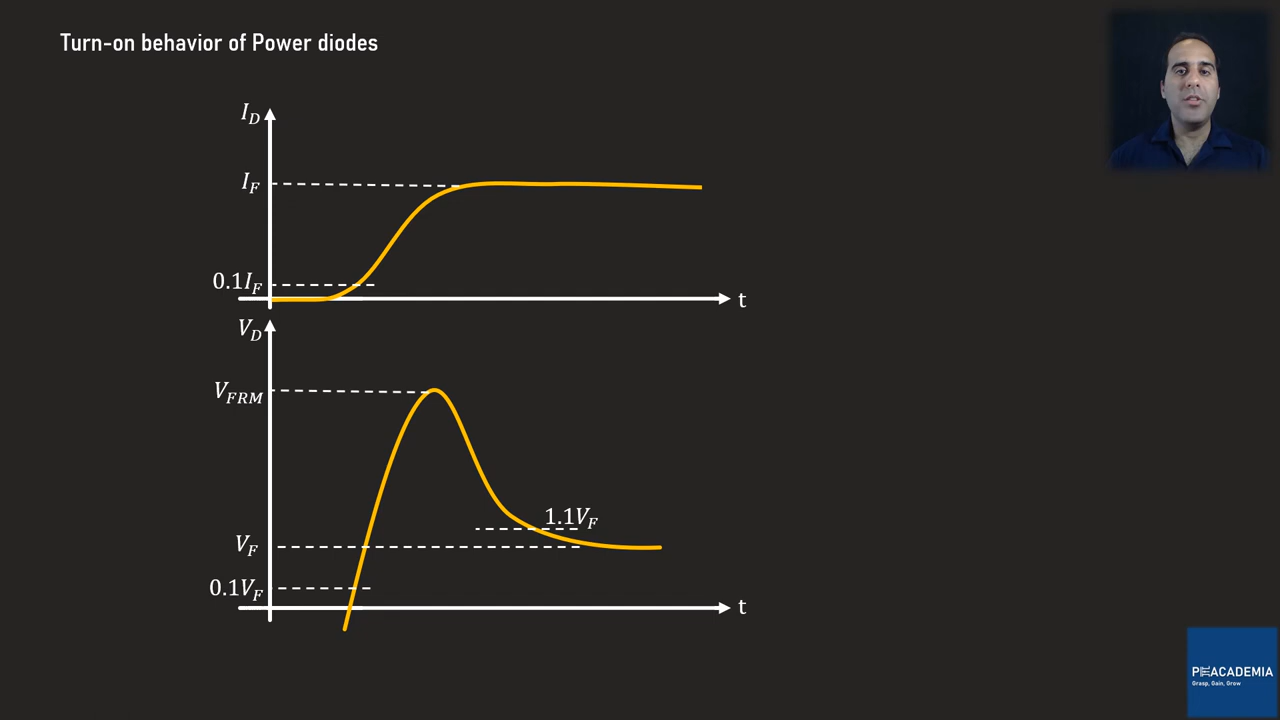 Turn-on behavior of Power diodes
I_D
I_F
0.1I_F
t
V_D
V_FRM
1.1V_F
V_F
0.1V_F
t
PEACADEMIA
Grasp, Gain, Grow